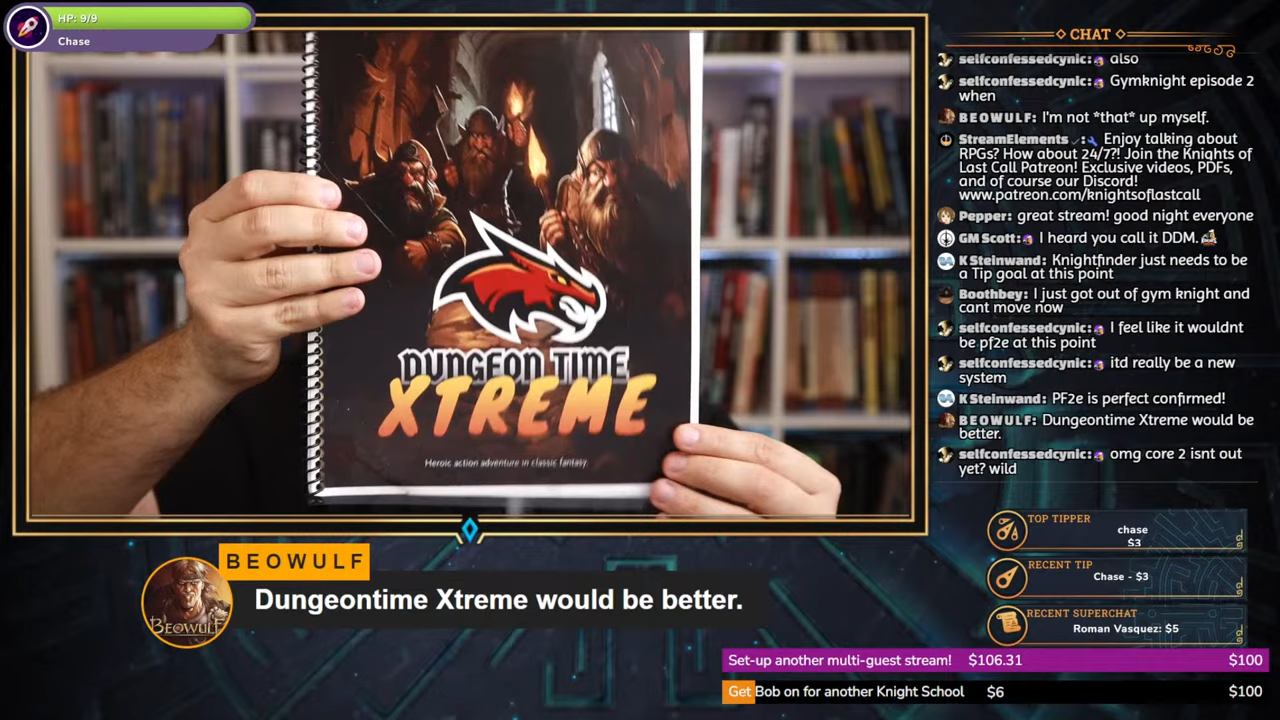 HP: 9/9
Chase
DUNGEON TIME
XTREME
Heroic action adventure in classic fantasy.
BEOWULF
BEOWULF
Dungeontime Xtreme would be better.
CHAT
selfconfessedcynic: also
selfconfessedcynic: Gymknight episode 2
when
BEOWULF: I'm not *that* up myself.
StreamElements: Enjoy talking about
RPGs? How about 24/7?! Join the Knights of
Last Call Patreon! Exclusive videos, PDFs,
and of course our Discord!
www.patreon.com/knightsoflastcall
Pepper: great stream! good night everyone
GM Scott: I heard you call it DDM.
K Steinwand: Knightfinder just needs to be
a Tip goal at this point
Boothbey: I just got out of gym knight and
cant move now
selfconfessedcynic: I feel like it wouldnt
be pf2e at this point
selfconfessedcynic: itd really be a new
system
K Steinwand: PF2e is perfect confirmed!
BEOWULF: Dungeontime Xtreme would be
better.
selfconfessedcynic: omg core 2 isnt out
yet? wild
TOP TIPPER
chase
$3
RECENT TIP
Chase - $3
RECENT SUPERCHAT
Roman Vasquez: $5
Set-up another multi-guest stream! $106.31 $100
Get Bob on for another Knight School $6 $100